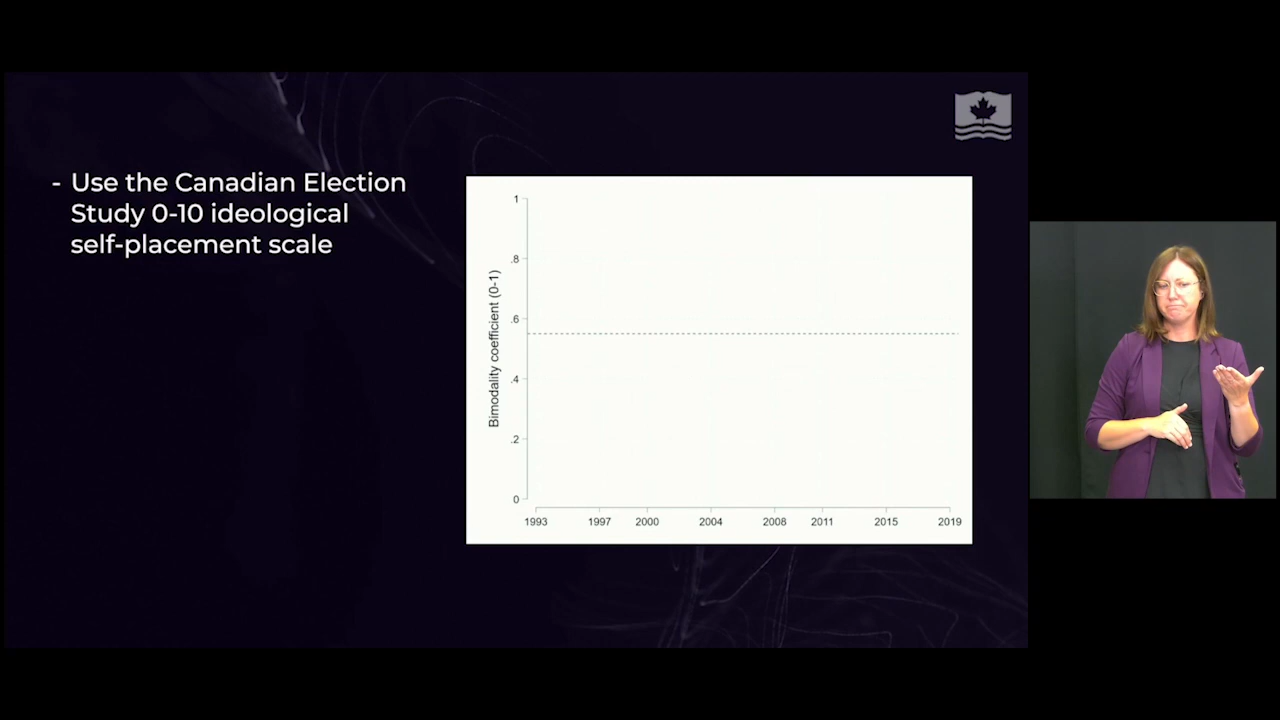 - Use the Canadian Election
Study 0-10 ideological
self-placement scale
Bimodality coefficient (0-1)
1
.8
.6
.4
.2
0
1993 1997 2000 2004 2008 2011 2015 2019